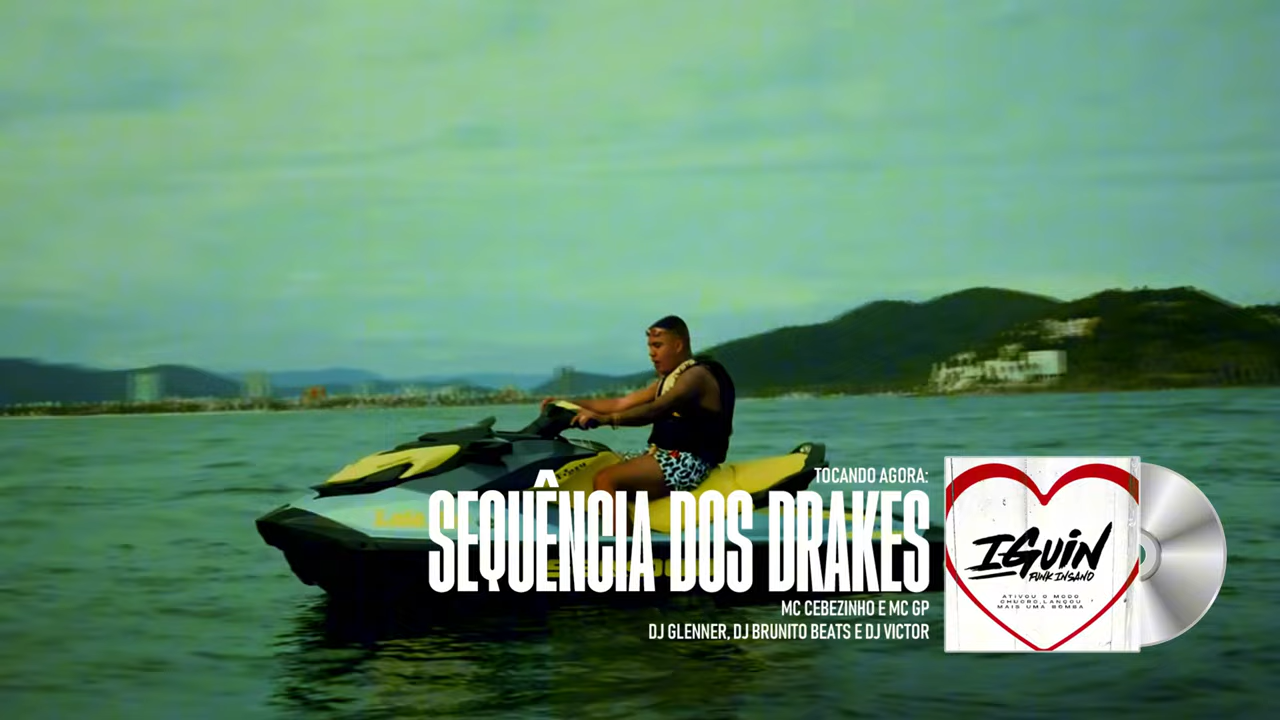 TOCANDO AGORA:
SEQUÊNCIA DOS DRAKES
MC CEBEZINHO E MC GP
DJ GLENNER, DJ BRUNITO BEATS E DJ VICTOR
I-GUIN
FUNK INSANO
ATIVOU O MODO
CHUCRO, LANÇOU
MAIS UMA BOMBA